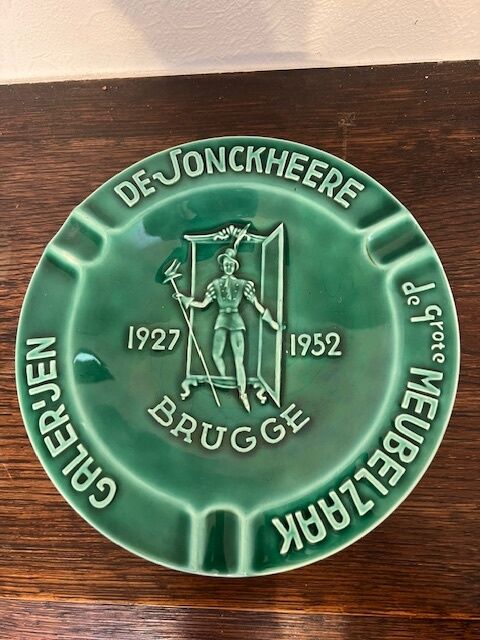 GALERIJEN
DE JONCKHEERE
de Grote MEUBELZAAK
1927 1952
BRUGGE